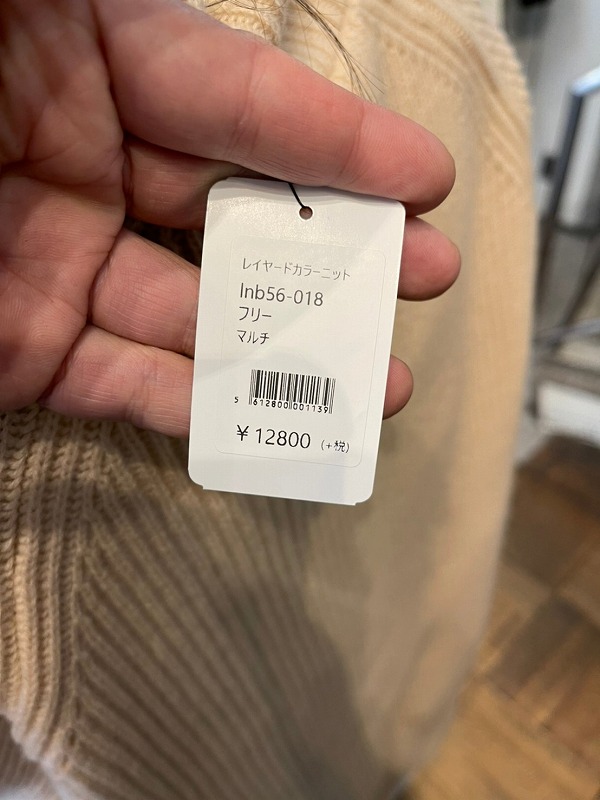 レイヤードカラーニット
lnb56-018
フリー
マルチ
5 612800 001139
￥12800 (+税)